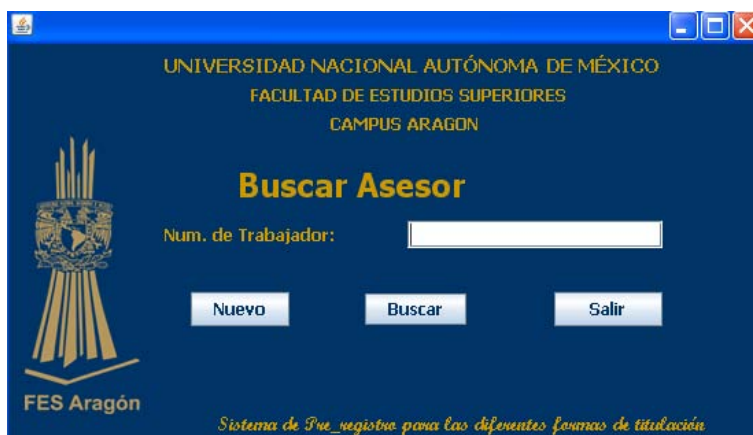 UNIVERSIDAD NACIONAL AUTÓNOMA DE MÉXICO
FACULTAD DE ESTUDIOS SUPERIORES
CAMPUS ARAGON
Buscar Asesor
Num. de Trabajador:
Nuevo Buscar Salir
FES Aragón
Sistema de Pre_registro para las diferentes formas de titulación